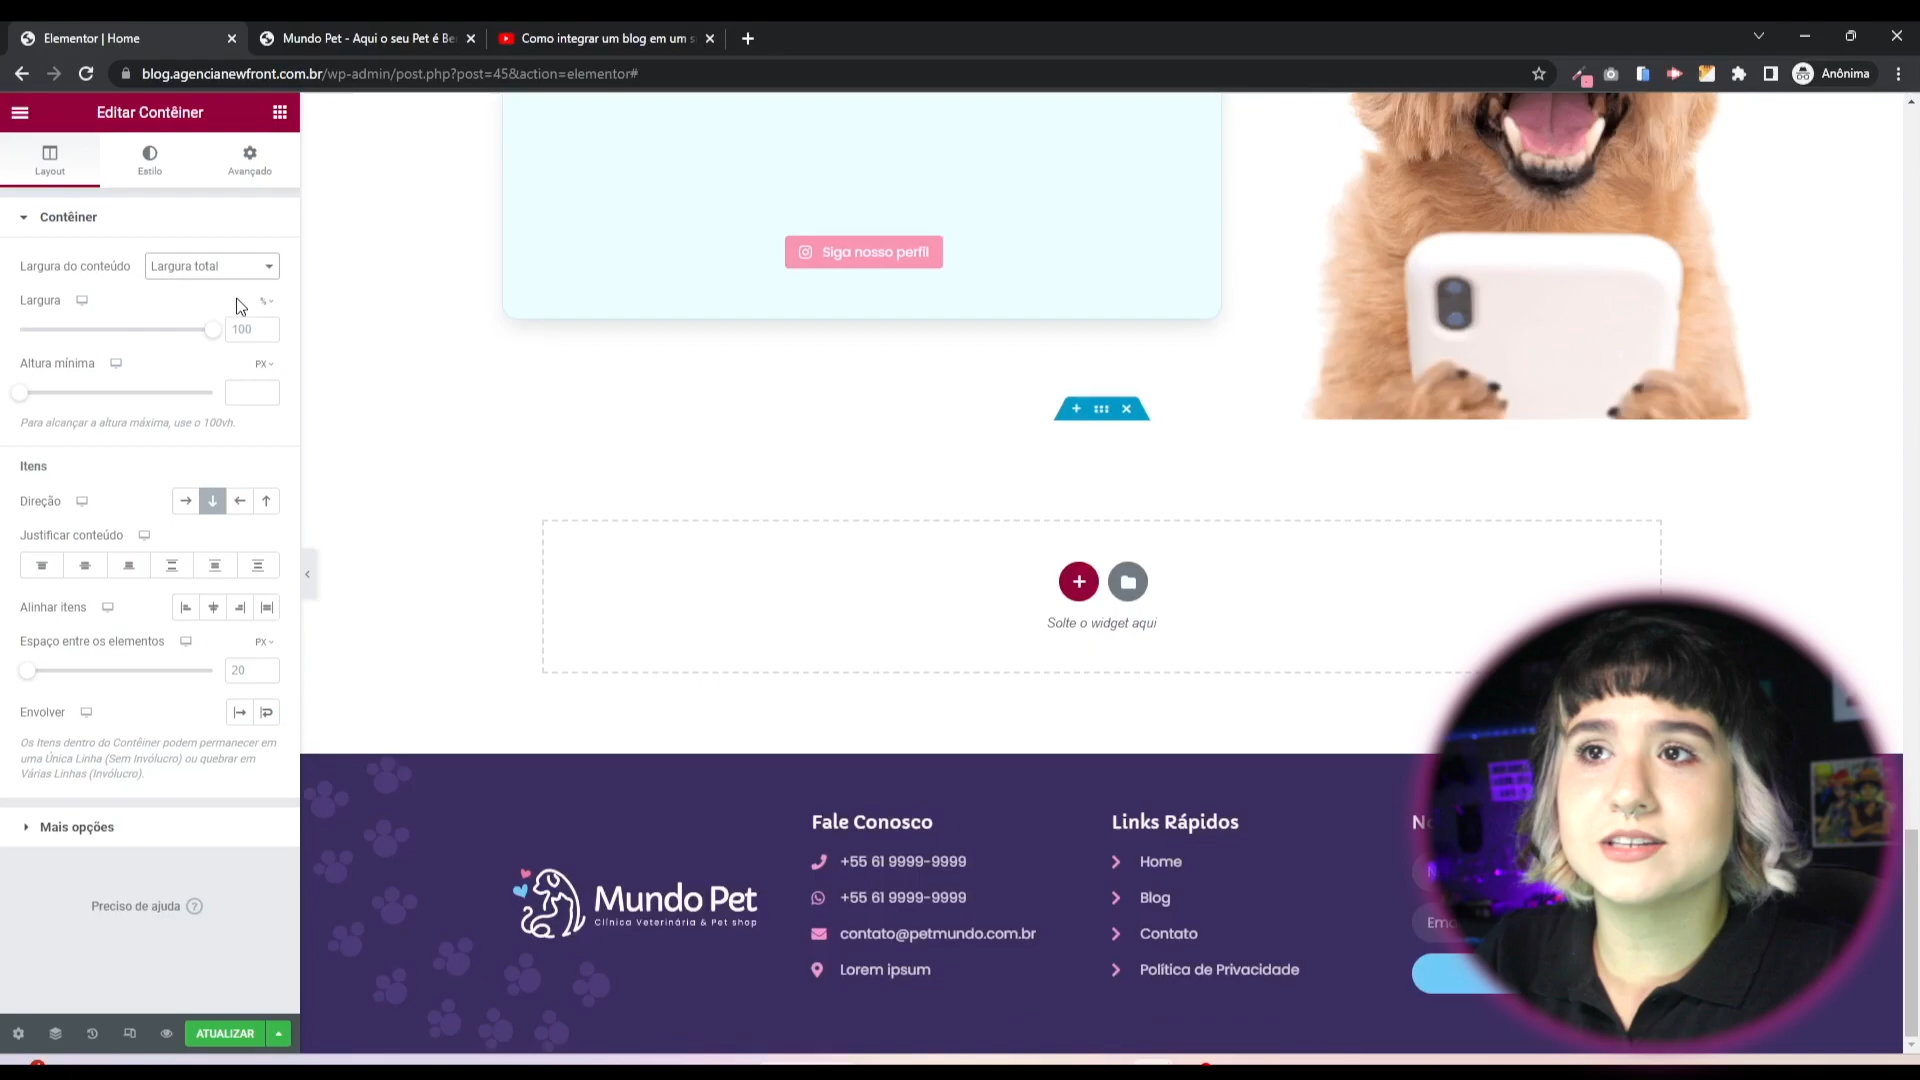 Elementor | Home
Mundo Pet - Aqui o seu Pet é Be
Como integrar um blog em um s
blog.agencianewfront.com.br/wp-admin/post.php?post=45&action=elementor#
Anônima
Editar Contêiner
Layout
Estilo
Avançado
Contêiner
Largura do conteúdo
Largura total
Largura
%
100
Altura mínima
PX
Para alcançar a altura máxima, use o 100vh.
Itens
Direção
Justificar conteúdo
Alinhar itens
Espaço entre os elementos
PX
20
Envolver
Os Itens dentro do Contêiner podem permanecer em
uma Única Linha (Sem Invólucro) ou quebrar em
Várias Linhas (Invólucro).
Mais opções
Preciso de ajuda
ATUALIZAR
Siga nosso perfil
Solte o widget aqui
Mundo Pet
Clínica Veterinária & Pet shop
Fale Conosco
+55 61 9999-9999
+55 61 9999-9999
contato@petmundo.com.br
Lorem ipsum
Links Rápidos
Home
Blog
Contato
Política de Privacidade